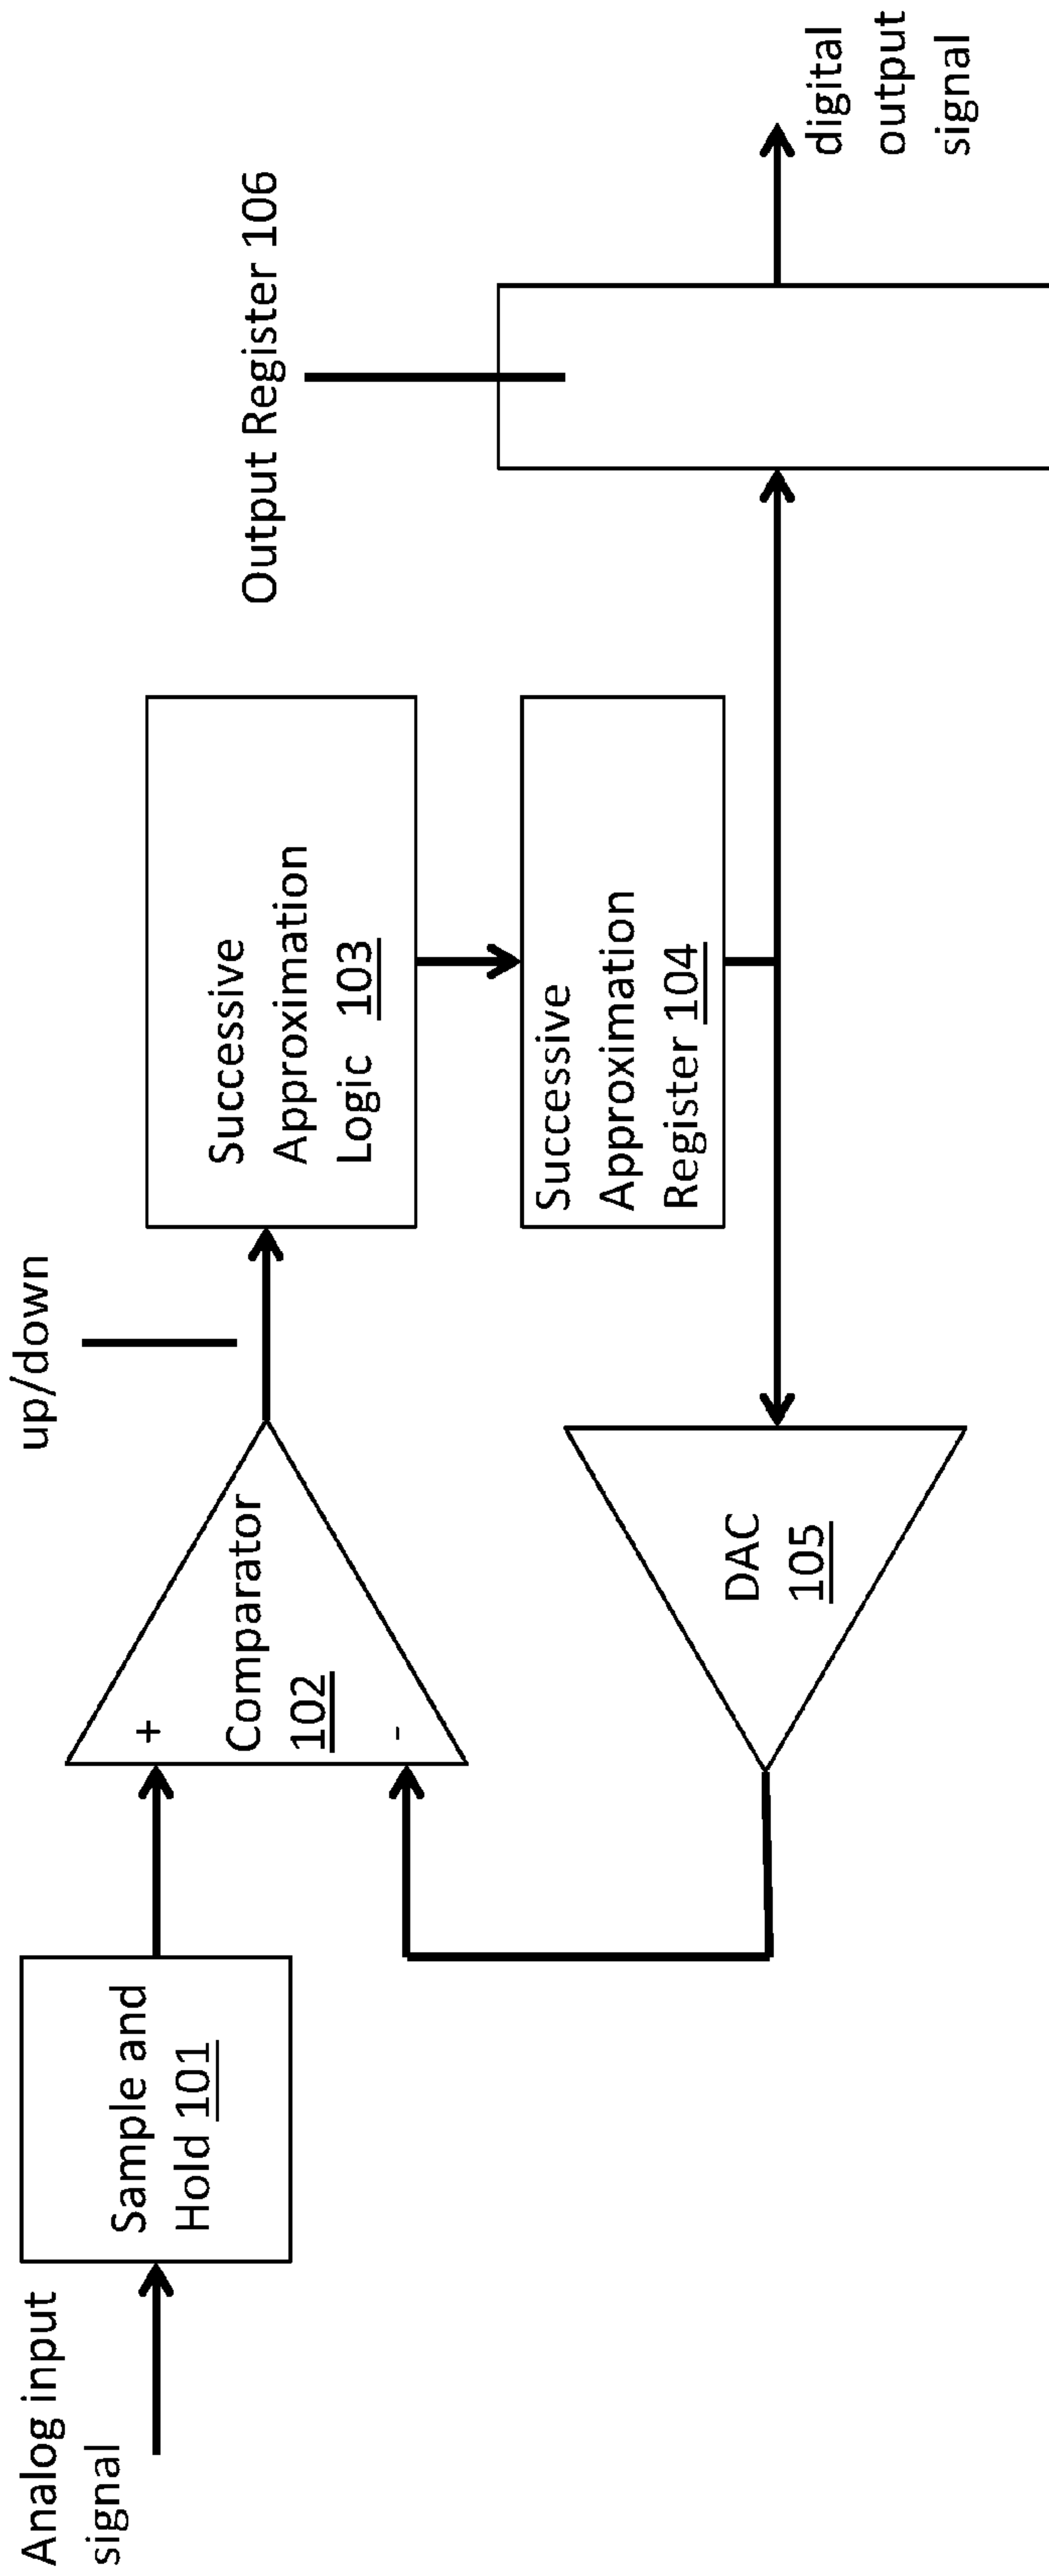 Analog input
signal
Sample and
Hold 101
+
Comparator
102
-
up/down
Successive
Approximation
Logic 103
Successive
Approximation
Register 104
DAC
105
Output Register 106
digital
output
signal